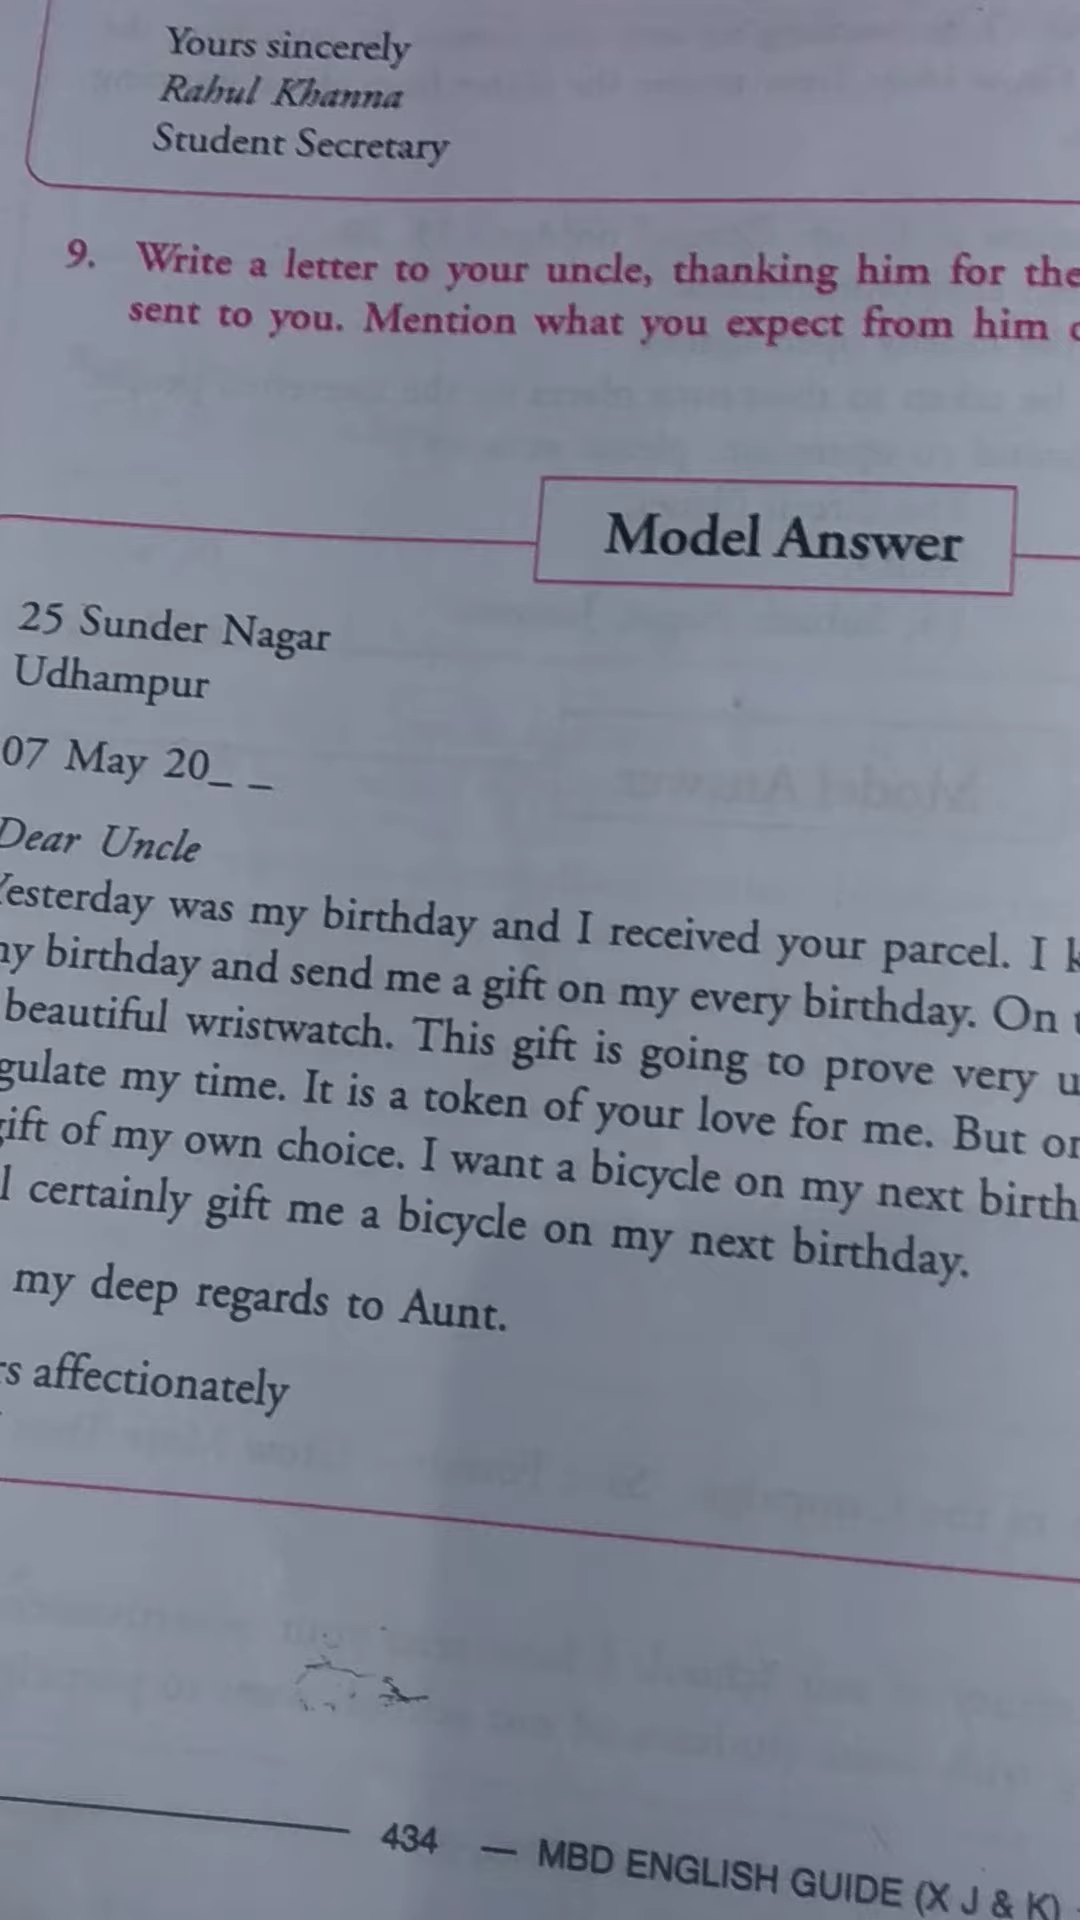 Yours sincerely
Rahul Khanna
Student Secretary
9. Write a letter to your uncle, thanking him for the
sent to you. Mention what you expect from him
Model Answer
25 Sunder Nagar
Udhampur
07 May 20_ _
Dear Uncle
Yesterday was my birthday and I received your parcel. I
my birthday and send me a gift on my every birthday. On
beautiful wristwatch. This gift is going to prove very
gulate my time. It is a token of your love for me. But
gift of my own choice. I want a bicycle on my next birth
certainly gift me a bicycle on my next birthday.
my deep regards to Aunt.
rs affectionately
434 — MBD ENGLISH GUIDE (X J & K)